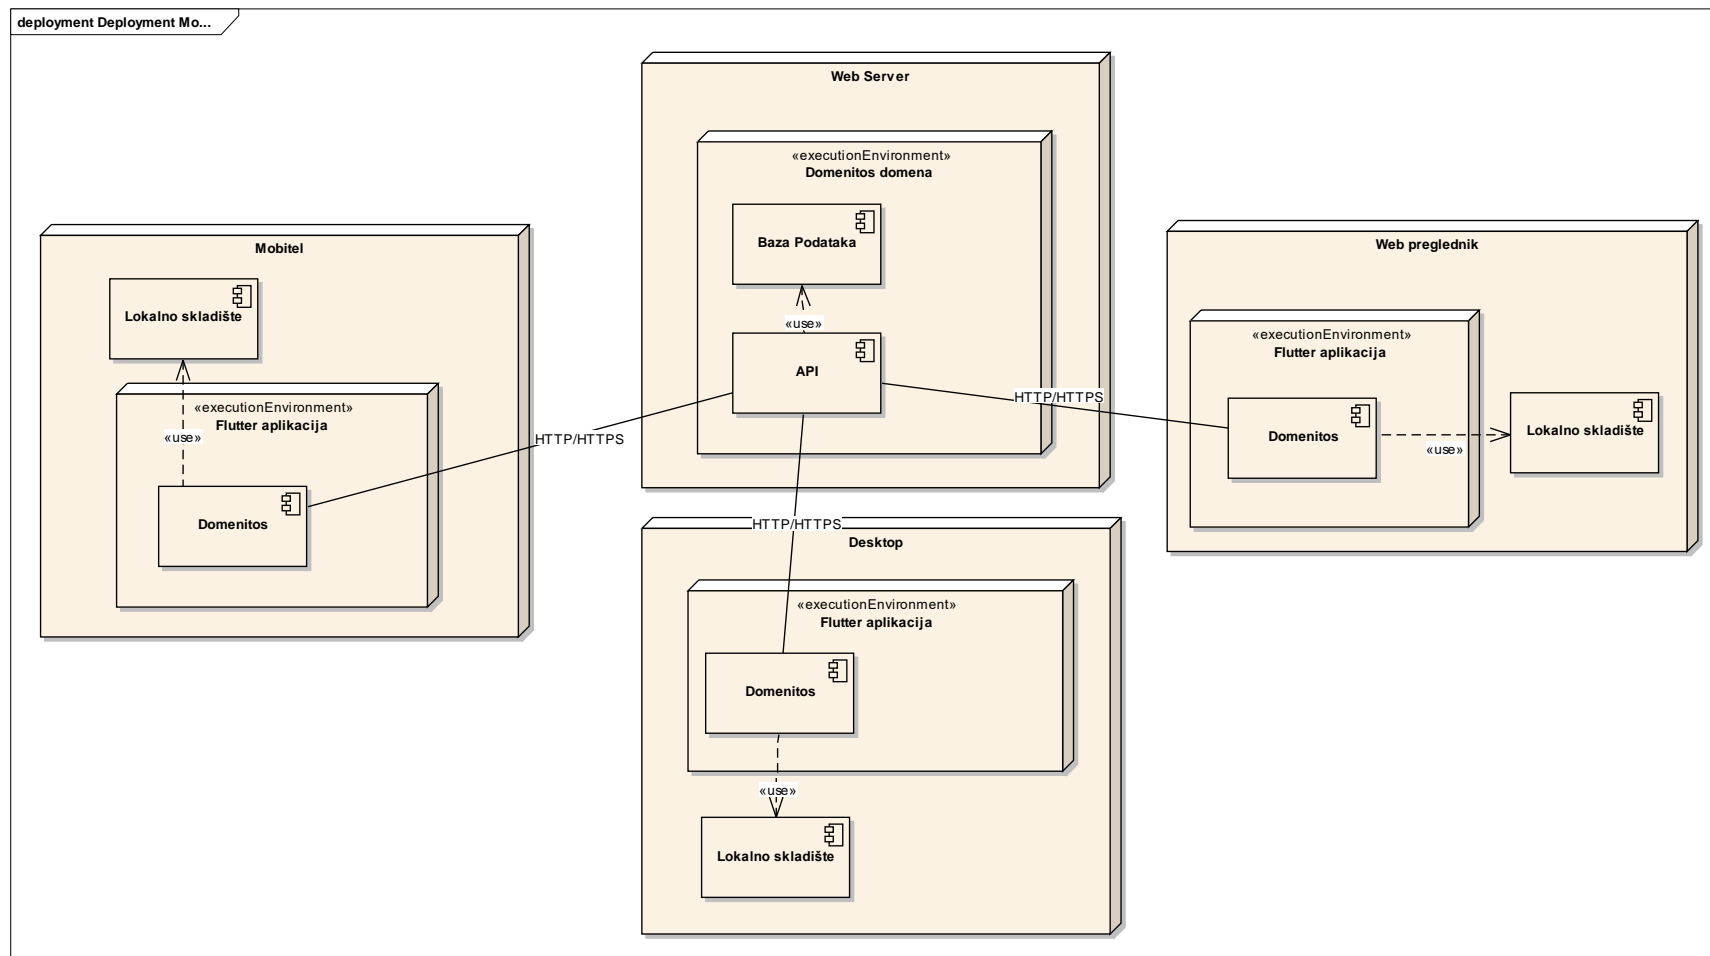 deployment Deployment Mo...
Web Server
«executionEnvironment»
Domenitos domena
Baza Podataka
«use»
API
Mobitel
Lokalno skladište
«executionEnvironment»
Flutter aplikacija
«use»
Domenitos
HTTP/HTTPS
HTTP/HTTPS
HTTP/HTTPS
Web preglednik
«executionEnvironment»
Flutter aplikacija
Domenitos
«use»
Lokalno skladište
Desktop
«executionEnvironment»
Flutter aplikacija
Domenitos
«use»
Lokalno skladište